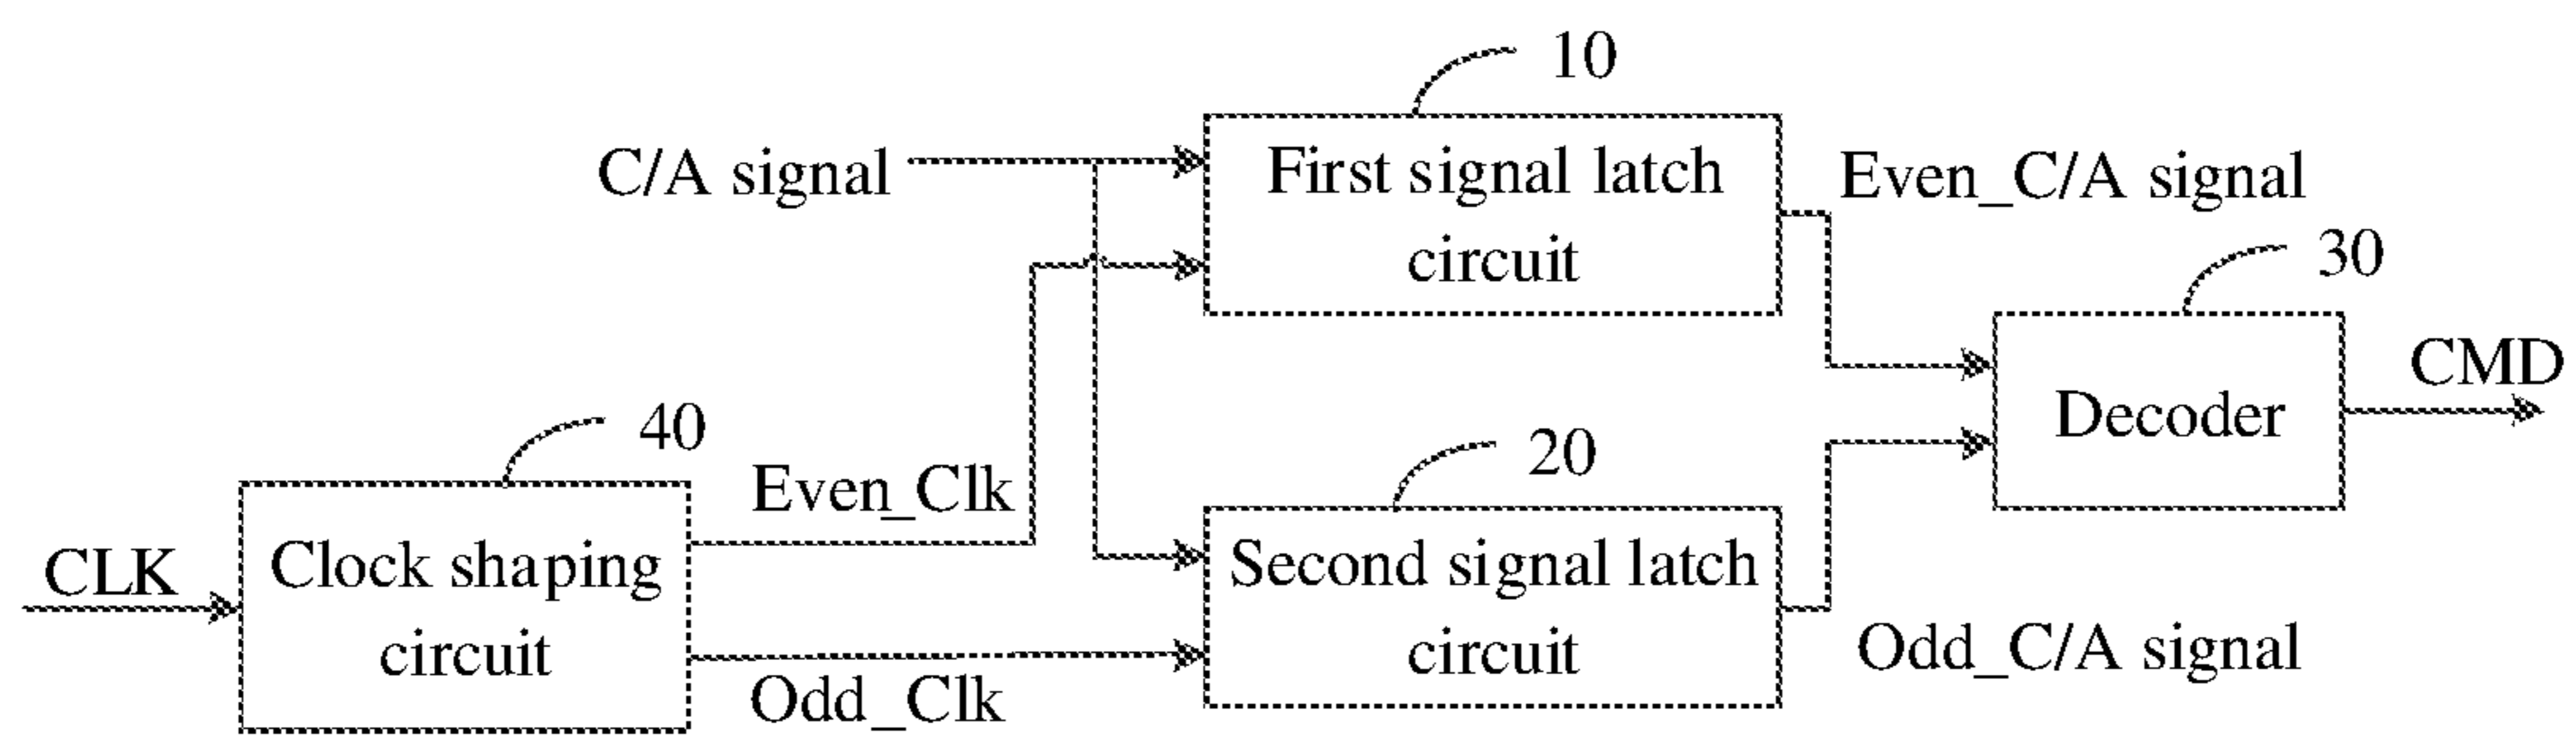 10
C/A signal
First signal latch
circuit
Even_C/A signal
30
CMD
Decoder
40
20
Even_Clk
CLK
Clock shaping
circuit
Second signal latch
circuit
Odd_C/A signal
Odd_Clk